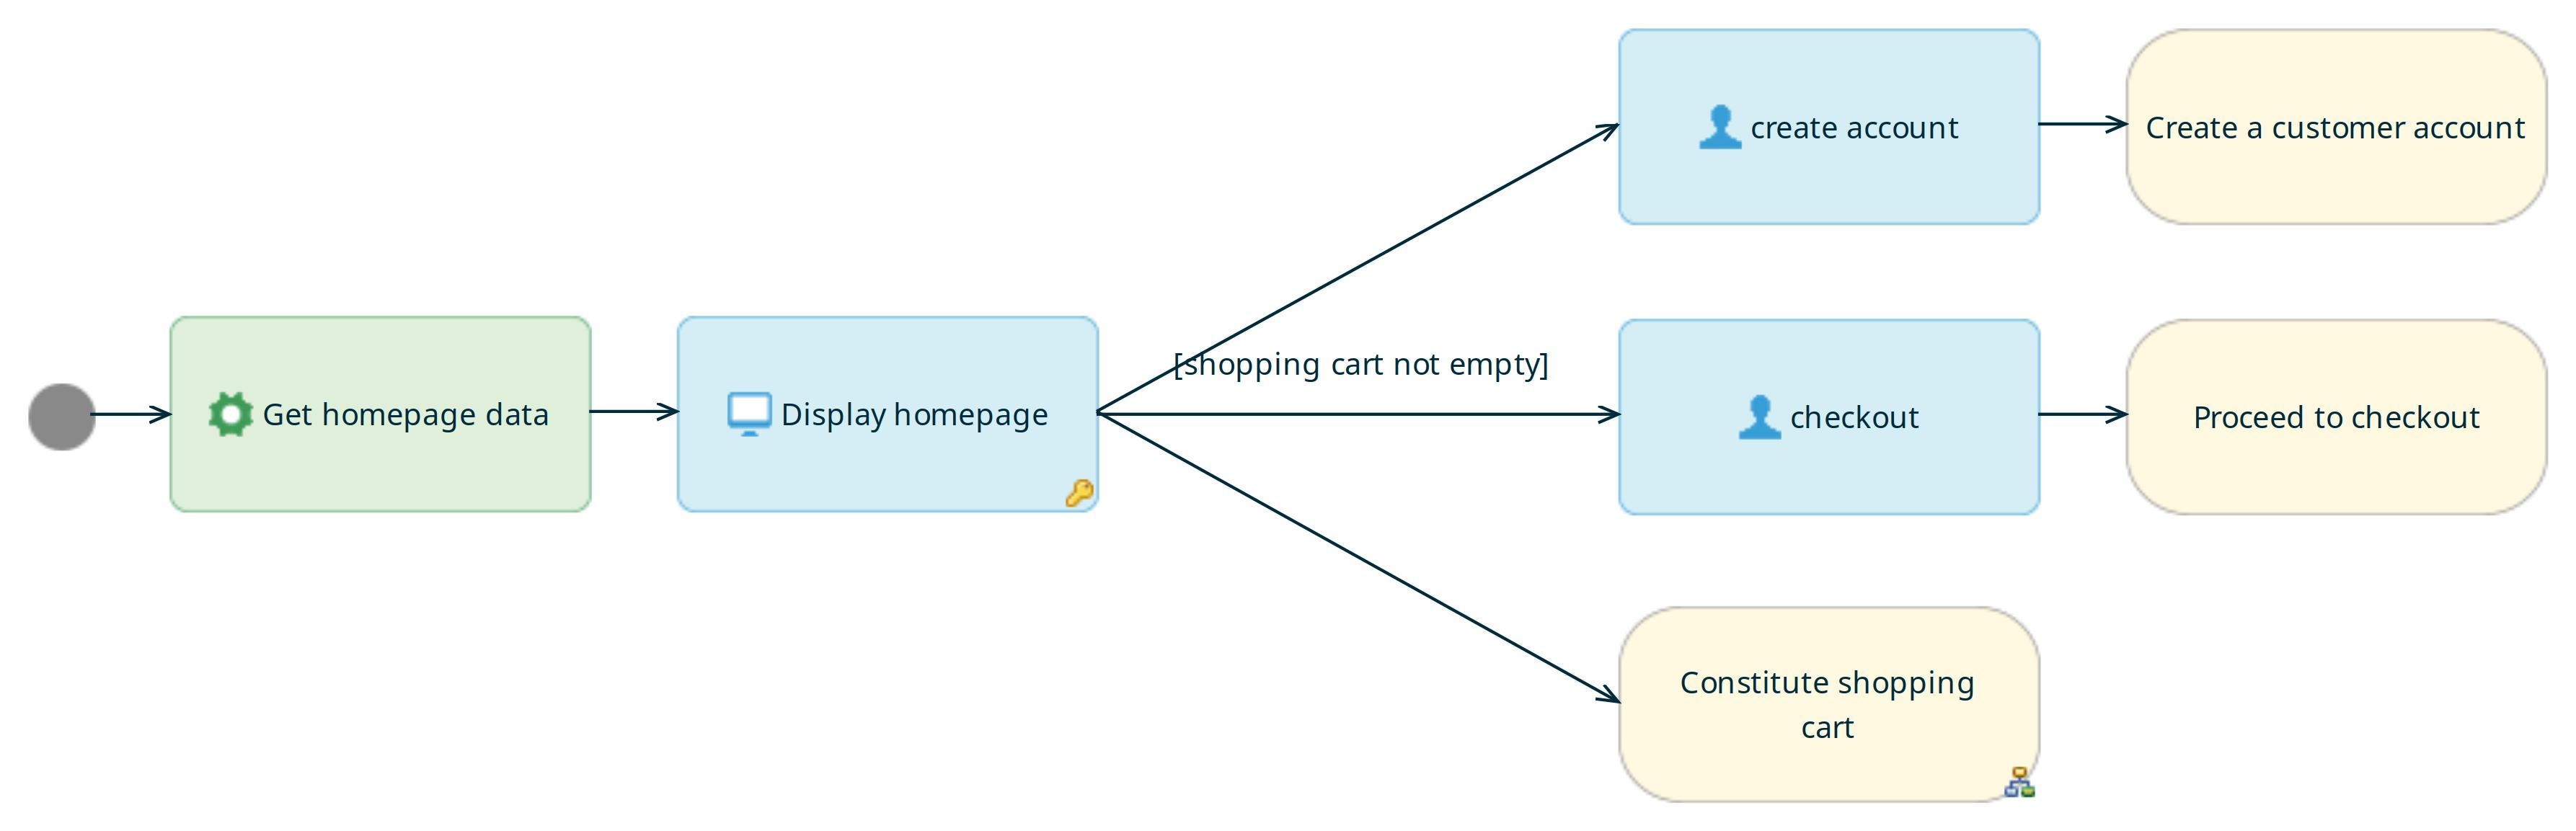 create account
Create a customer account
[shopping cart not empty]
Get homepage data
Display homepage
checkout
Proceed to checkout
Constitute shopping
cart